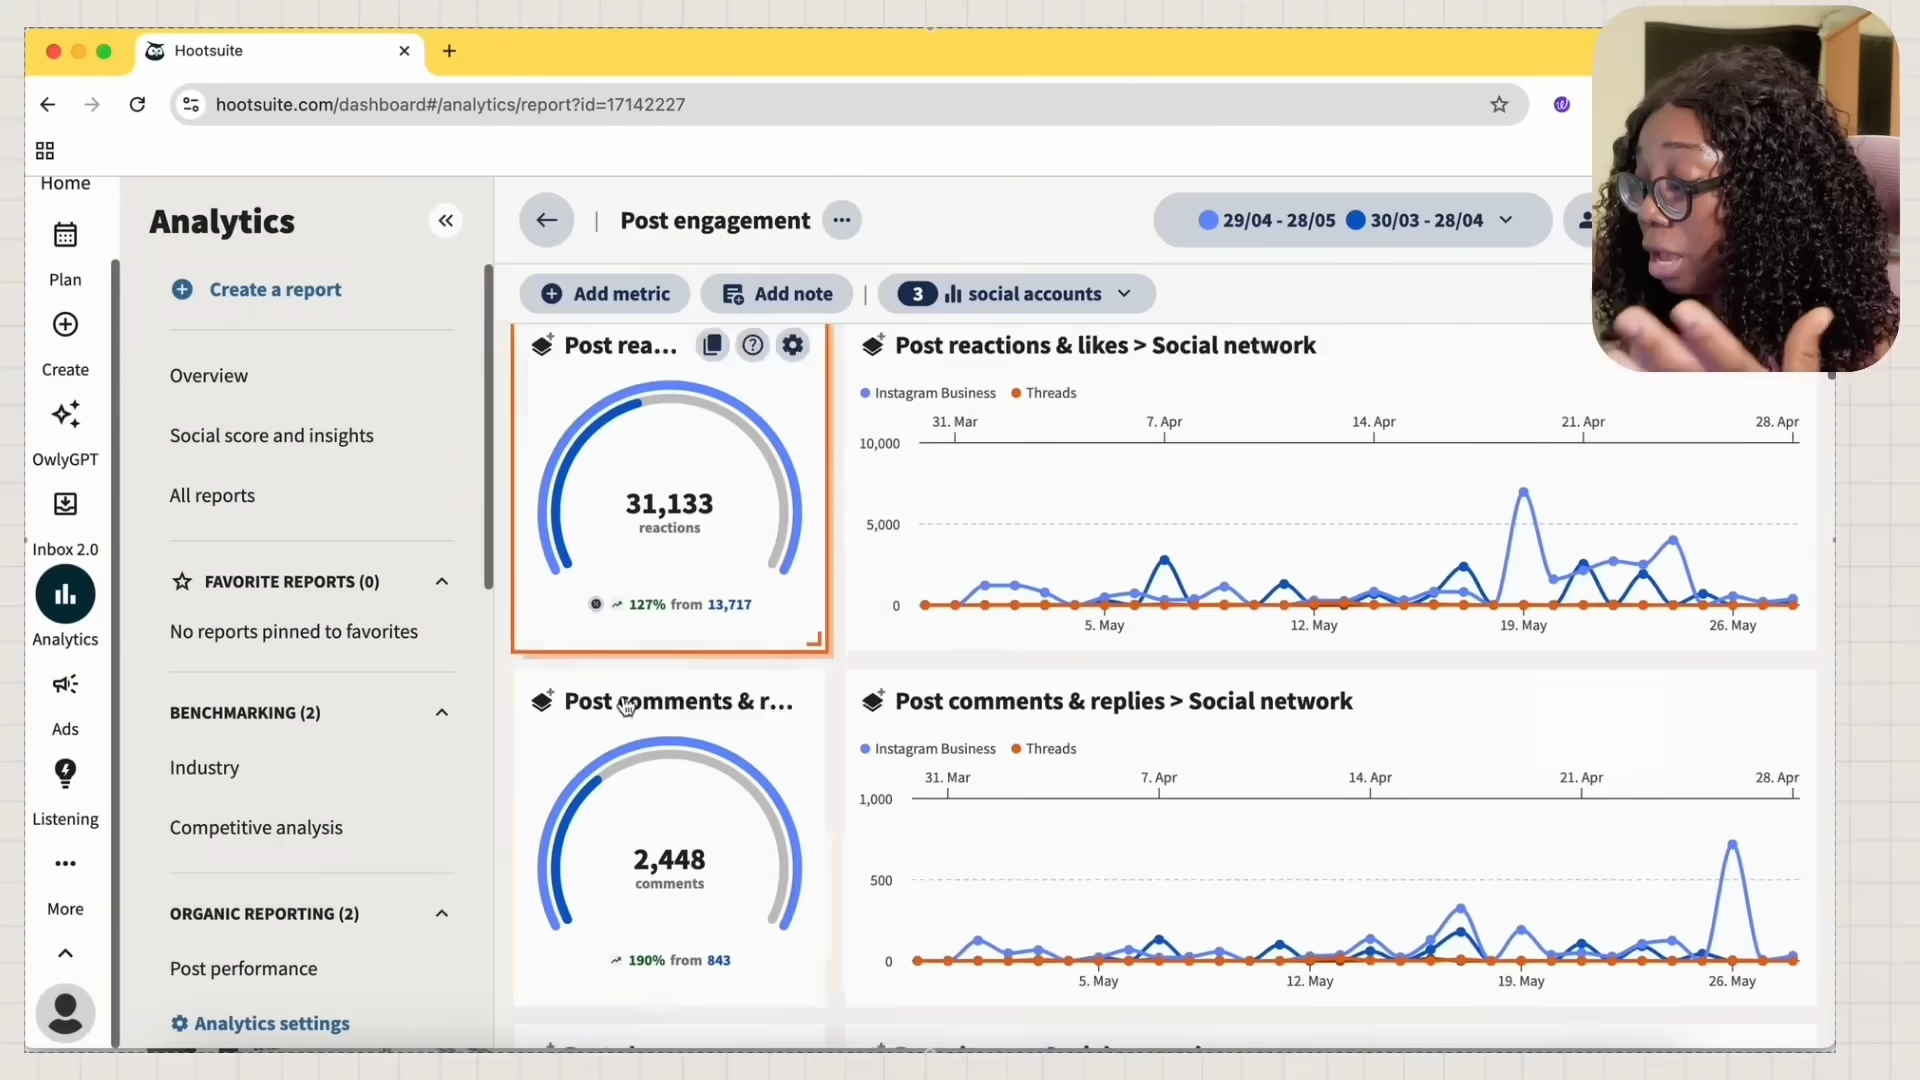 Hootsuite
hootsuite.com/dashboard#/analytics/report?id=17142227
Home
Plan
Create
OwlyGPT
Inbox 2.0
Analytics
Ads
Listening
More
Analytics
Create a report
Overview
Social score and insights
All reports
FAVORITE REPORTS (0)
No reports pinned to favorites
BENCHMARKING (2)
Industry
Competitive analysis
ORGANIC REPORTING (2)
Post performance
Analytics settings
Post engagement
29/04 - 28/05 30/03 - 28/04
Add metric
Add note
3 social accounts
Post rea...
31,133
reactions
127% from 13,717
Post reactions & likes > Social network
Instagram Business Threads
31. Mar 7. Apr 14. Apr 21. Apr 28. Apr
10,000
5,000
0
5. May 12. May 19. May 26. May
Post comments & r...
2,448
comments
190% from 843
Post comments & replies > Social network
Instagram Business Threads
31. Mar 7. Apr 14. Apr 21. Apr 28. Apr
1,000
500
0
5. May 12. May 19. May 26. May